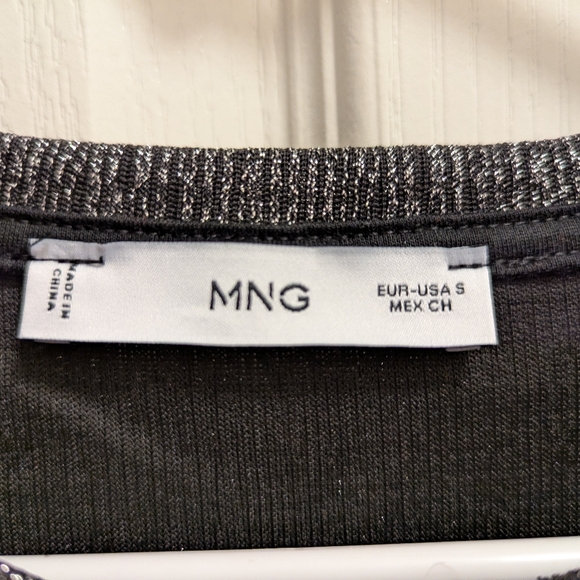 MADE IN
CHINA
MNG
EUR-USA S
MEX CH